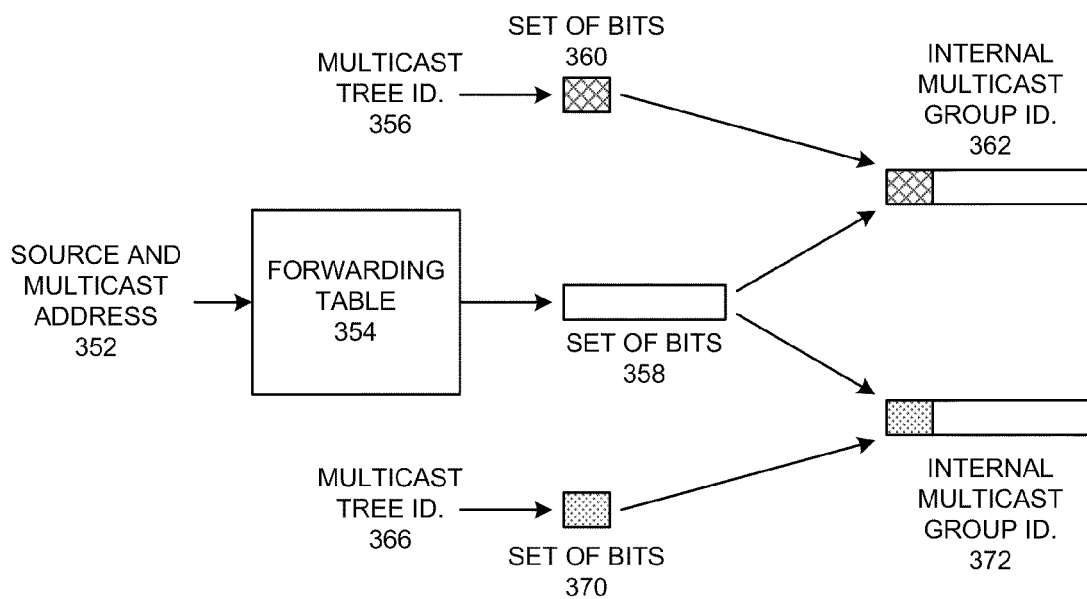 SET OF BITS
360
MULTICAST
TREE ID.
356
INTERNAL
MULTICAST
GROUP ID.
362
SOURCE AND
MULTICAST
ADDRESS
352
FORWARDING
TABLE
354
SET OF BITS
358
MULTICAST
TREE ID.
366
SET OF BITS
370
INTERNAL
MULTICAST
GROUP ID.
372